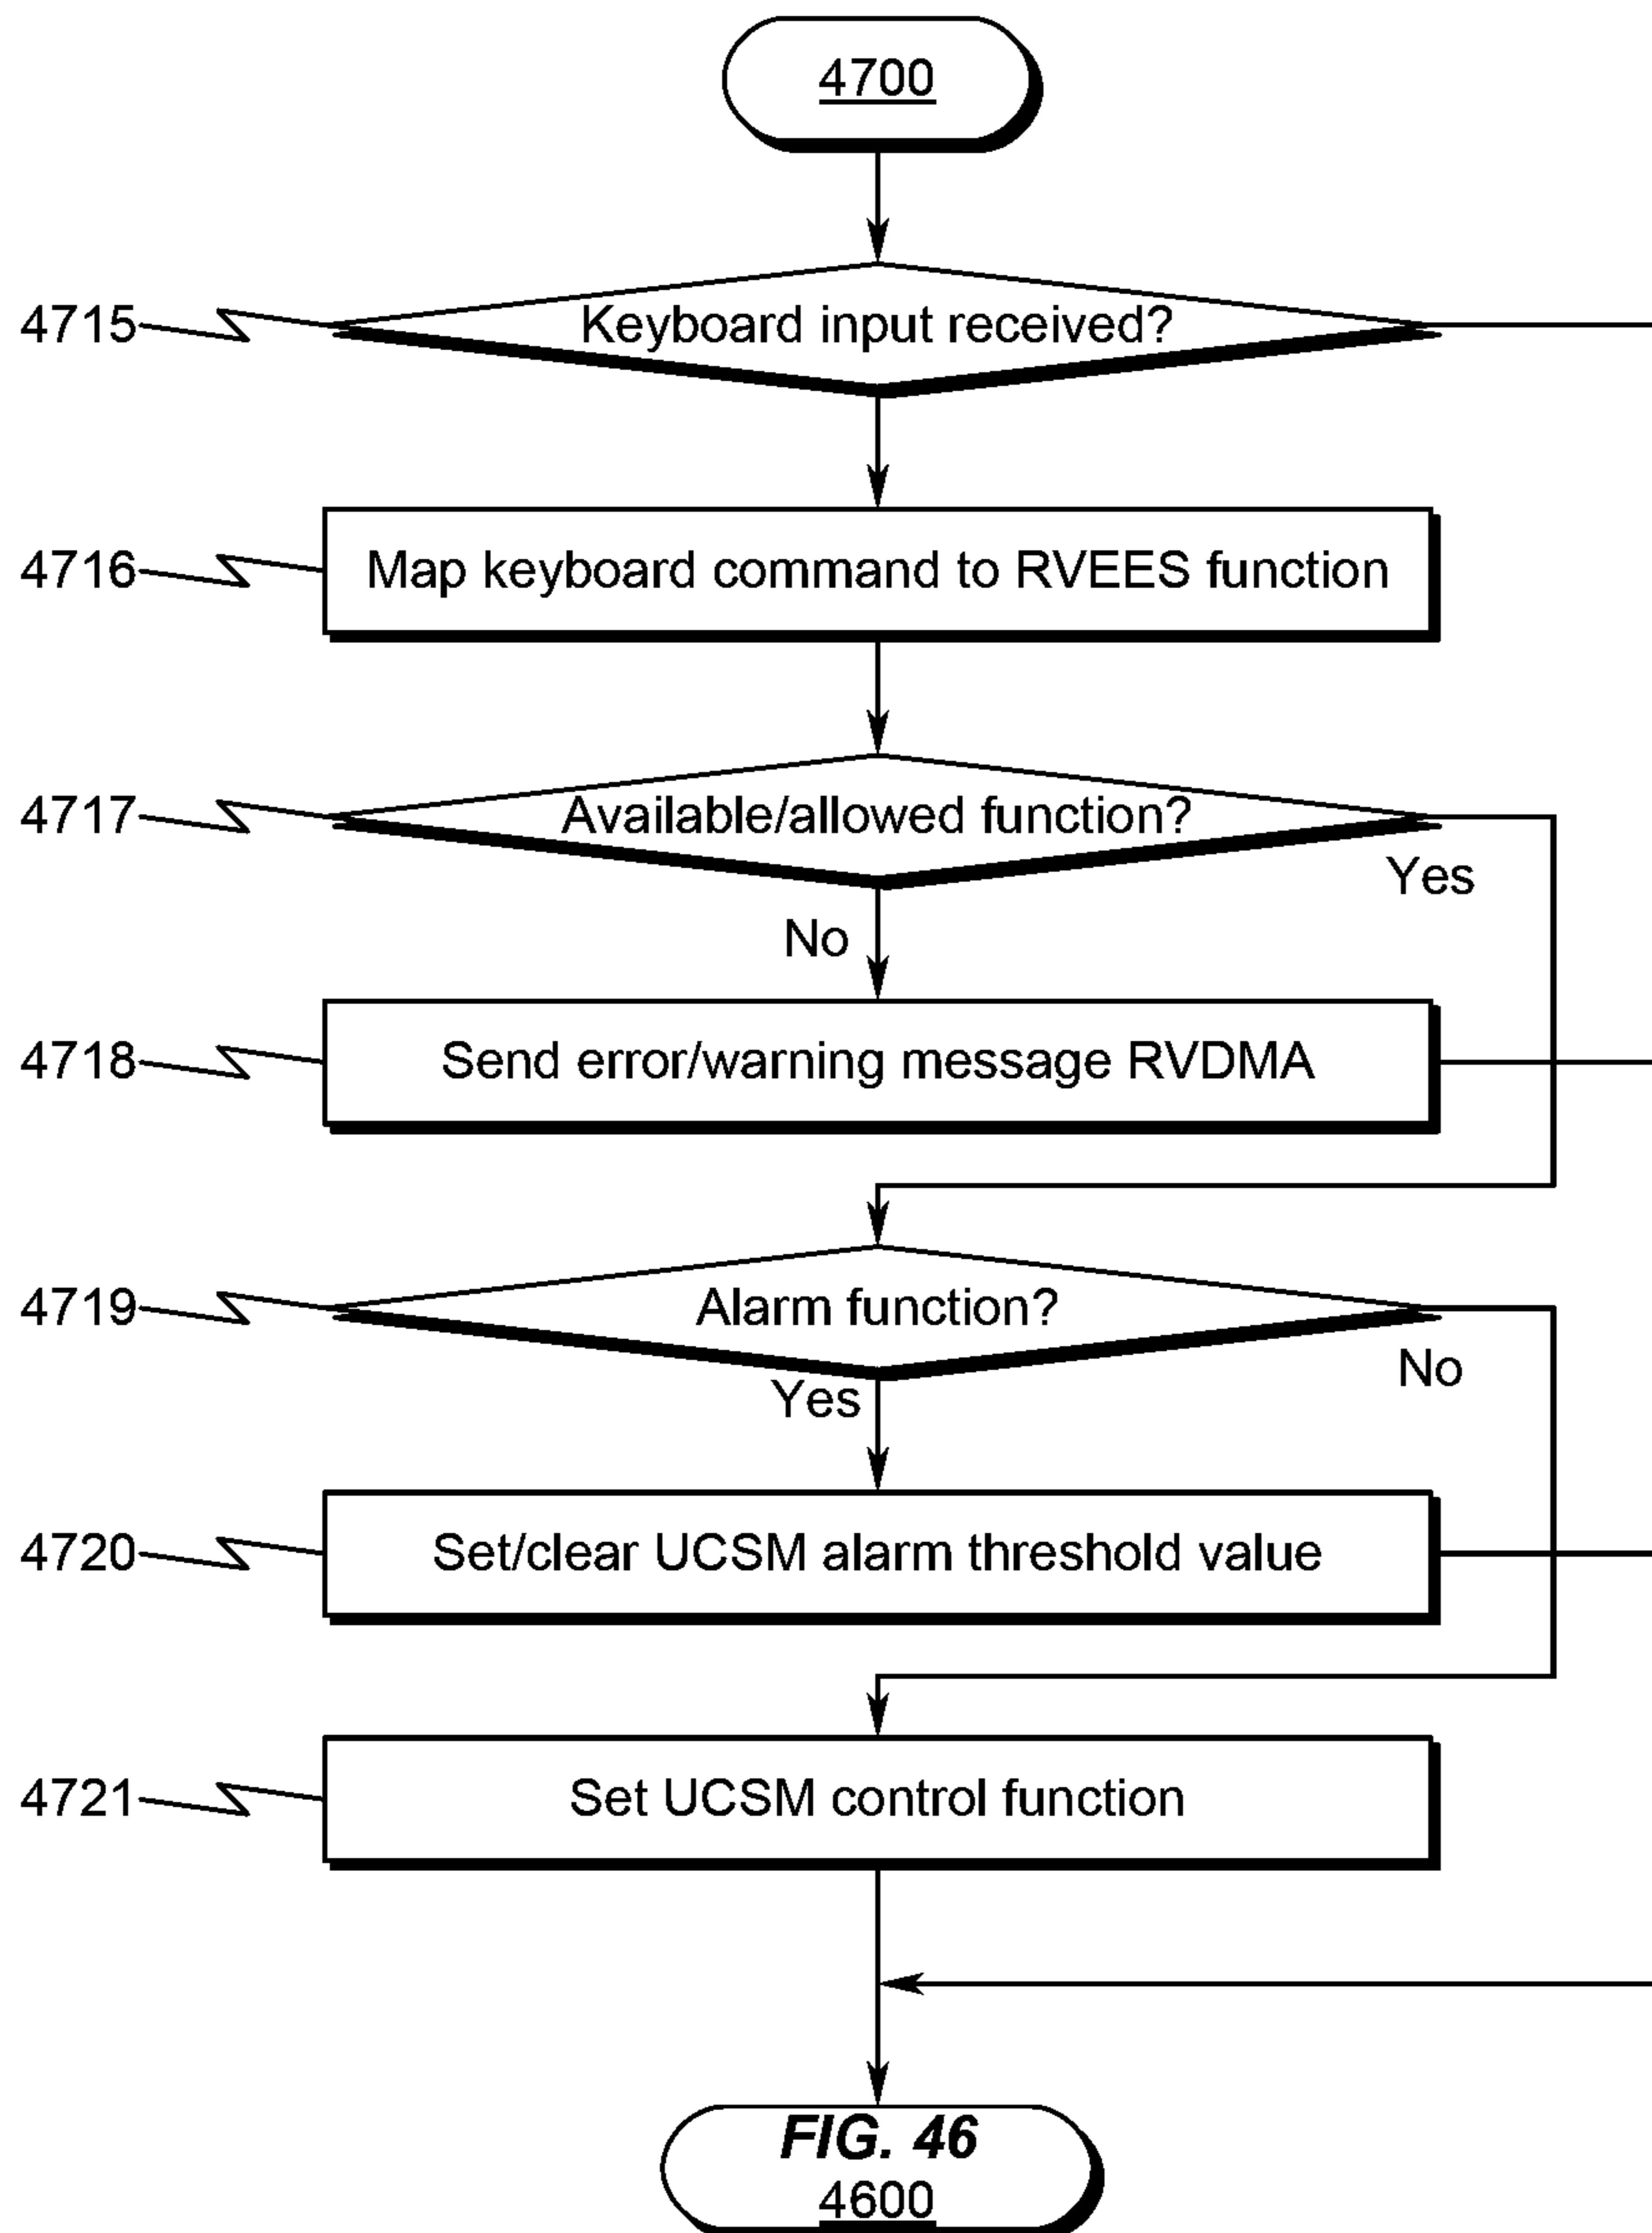 4700
4715
Keyboard input received?
4716
Map keyboard command to RVEES function
4717
Available/allowed function?
Yes
No
4718
Send error/warning message RVDMA
4719
Alarm function?
No
Yes
4720
Set/clear UCSM alarm threshold value
4721
Set UCSM control function
FIG. 46
4600